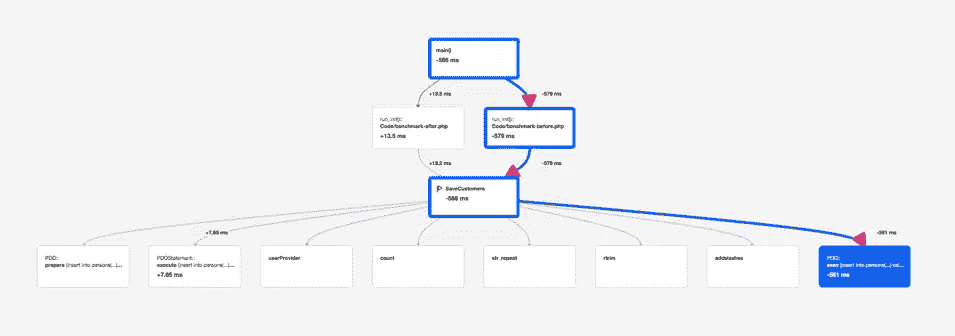 main()
-586 ms
+13.5 ms
-579 ms
run_init()::
Code/benchmark-after.php
+13.5 ms
run_init()::
Code/benchmark-before.php
-579 ms
+13.2 ms
-579 ms
SaveCustomers
-566 ms
+7.65 ms
-561 ms
PDO::
prepare (insert into persons(...)...
PDOStatement::
execute (insert into persons(...)...
+7.65 ms
userProvider
count
str_repeat
rtrim
addslashes
PDO::
exec (insert into persons(...) val...
-561 ms